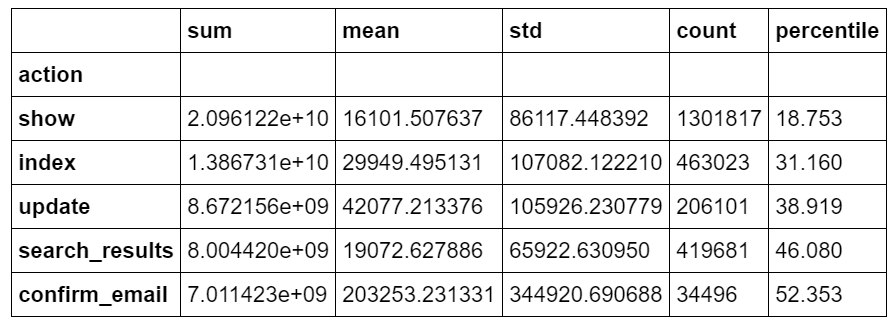 sum mean std count percentile
action
show 2.096122e+10 16101.507637 86117.448392 1301817 18.753
index 1.386731e+10 29949.495131 107082.122210 463023 31.160
update 8.672156e+09 42077.213376 105926.230779 206101 38.919
search_results 8.004420e+09 19072.627886 65922.630950 419681 46.080
confirm_email 7.011423e+09 203253.231331 344920.690688 34496 52.353